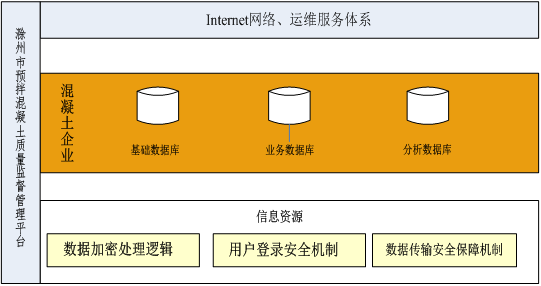 滁州市预拌混凝土质量监督管理平台
Internet网络、运维服务体系
混凝土企业
基础数据库
业务数据库
分析数据库
信息资源
数据加密处理逻辑
用户登录安全机制
数据传输安全保障机制